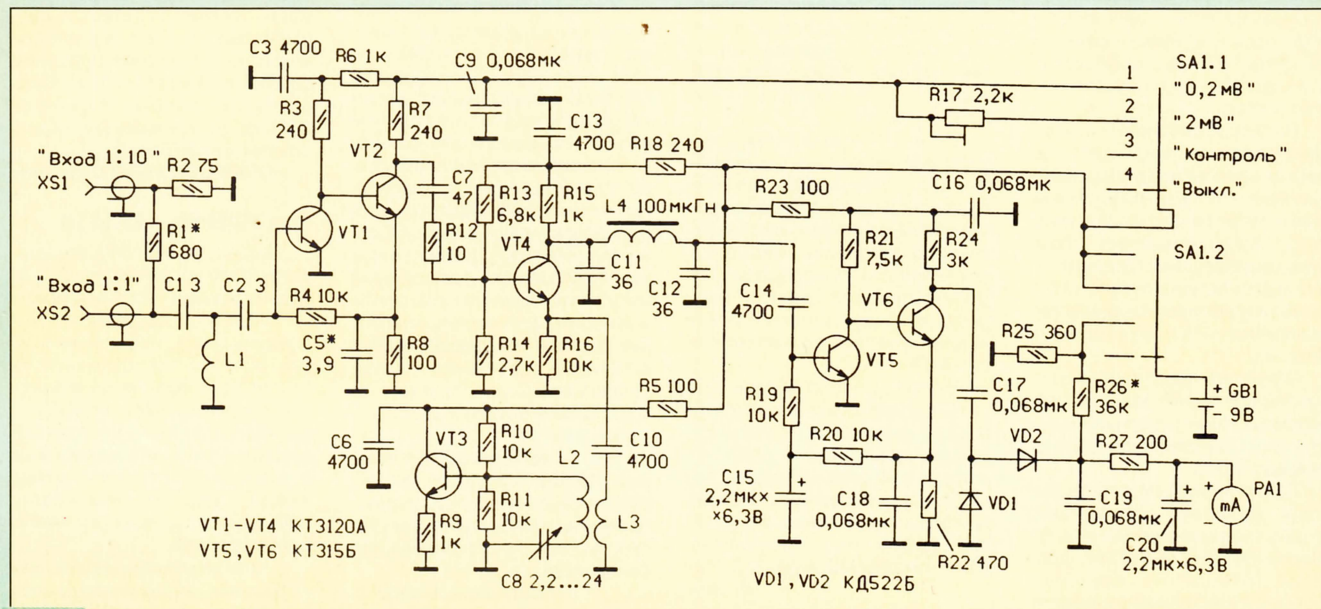 C3 4700
R6 1к
C9 0,068мк
R3
240
R7
240
VT2
C13
4700
R18 240
R17 2,2к
1
2
3
4
SA1.1
"0,2мВ"
"2мВ"
"Контроль"
"Выкл."
"Вход 1:10"
XS1
R2 75
R1*
680
VT1
C7
47
R12
10
R13
6,8к
R15
1к
VT4
L4 100мкГн
R23 100
C16 0,068мк
"Вход 1:1"
XS2
C1 3
C2 3
L1
R4 10к
C5*
3,9
R8
100
R14
2,7к
R16
10к
C11
36
C12
36
C14
4700
R21
7,5к
R24
3к
VT6
VT5
SA1.2
R25 360
R26*
36к
+ GB1
- 9В
R5 100
R19
10к
C17
0,068мк
VD2
R27 200
C6
4700
VT3
R10
10к
R11
10к
R9
1к
L2
C10
4700
L3
C8 2,2...24
R20 10к
C15
2,2мк×
×6,3В
+
C18
0,068мк
VD1
R22 470
C19
0,068мк
+
C20
2,2мк×6,3В
+
mA
−
PA1
VT1-VT4 КТ3120А
VT5,VT6 КТ315Б
VD1,VD2 КД522Б